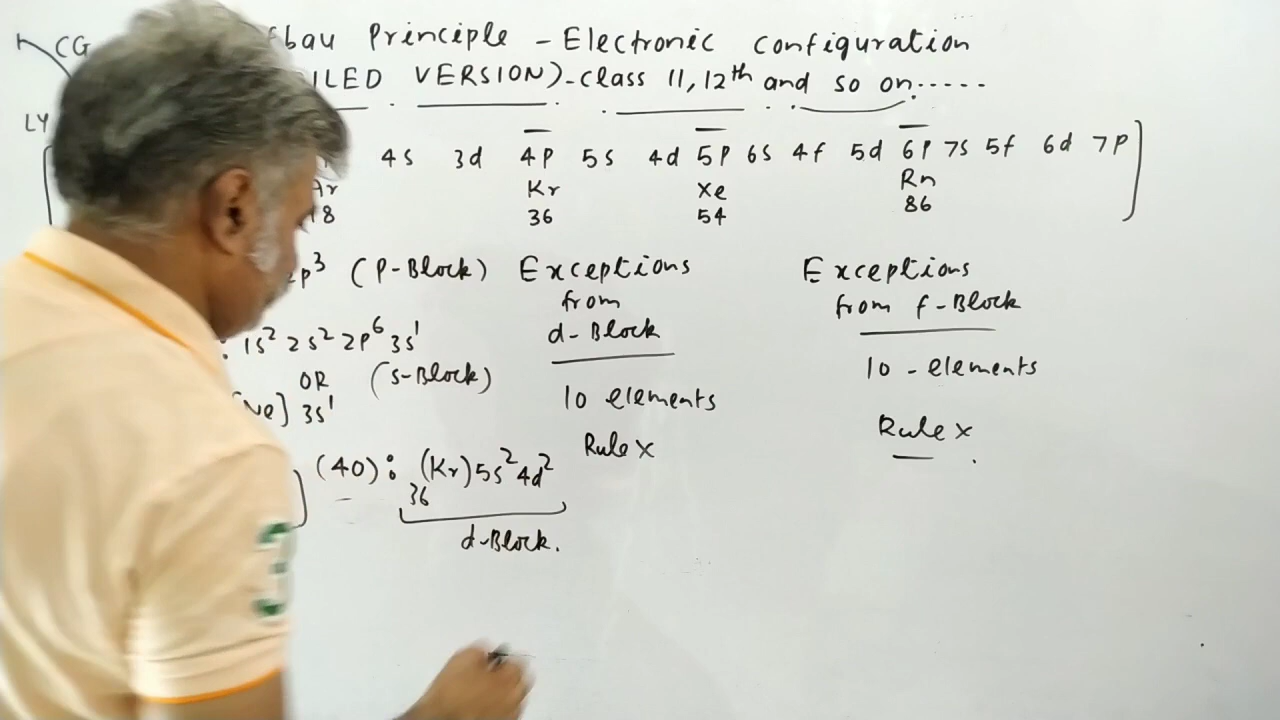 CG
Principle - Electronic configuration
VERSION) - Class 11, 12th and so on.....
LY
4s 3d 4P 5s 4d 5P 6s 4f 5d 6P 7s 5f 6d 7P
Kr Xe Rn
18 36 54 86
2p³ (P-Block)
1s² 2s² 2p⁶ 3s¹
OR (s-Block)
[Ne] 3s¹
(40): (Kr) 5s² 4d²
36
d-Block.
Exceptions
from
d-Block
10 elements
Rule x
Exceptions
from f-Block
10 - elements
Rule x
3